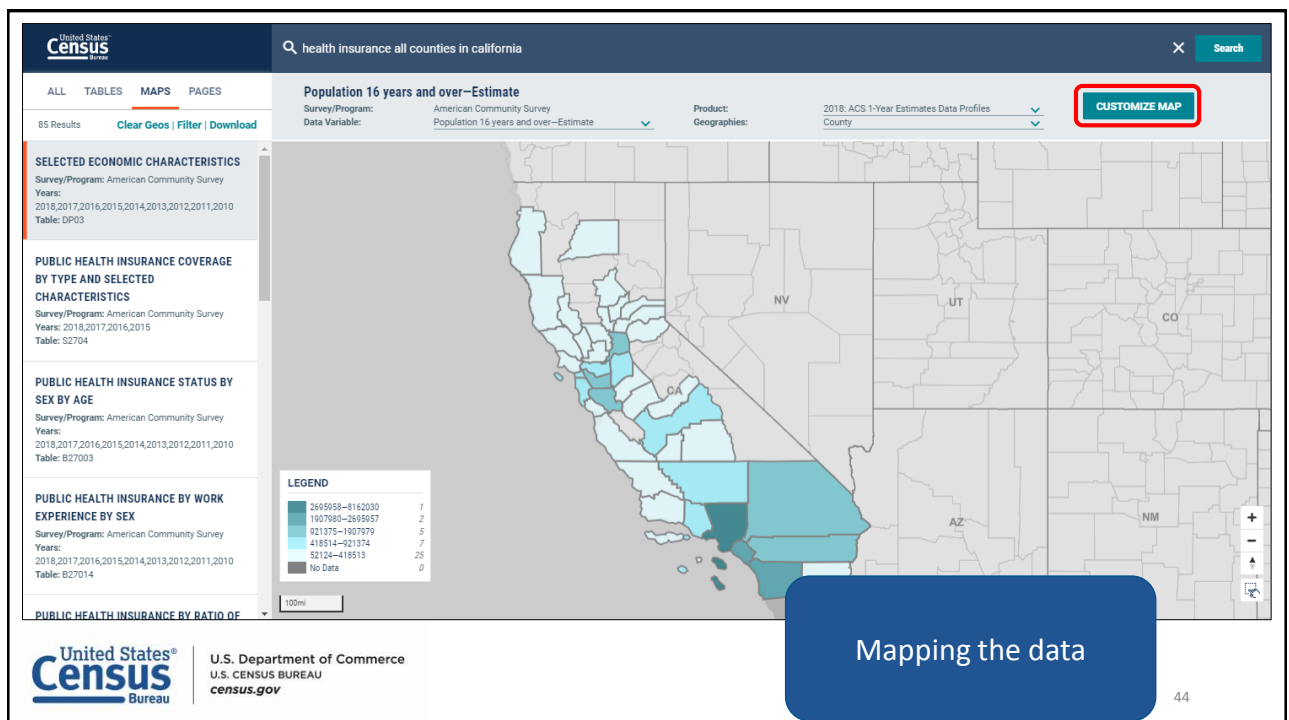 United States®
Census
Bureau
health insurance all counties in california
Search
ALL TABLES MAPS PAGES
85 Results Clear Geos | Filter | Download
Population 16 years and over—Estimate
Survey/Program: American Community Survey
Data Variable: Population 16 years and over—Estimate
Product: 2018: ACS 1-Year Estimates Data Profiles
Geographies: County
CUSTOMIZE MAP
SELECTED ECONOMIC CHARACTERISTICS
Survey/Program: American Community Survey
Years:
2018,2017,2016,2015,2014,2013,2012,2011,2010
Table: DP03
PUBLIC HEALTH INSURANCE COVERAGE
BY TYPE AND SELECTED
CHARACTERISTICS
Survey/Program: American Community Survey
Years: 2018,2017,2016,2015
Table: S2704
PUBLIC HEALTH INSURANCE STATUS BY
SEX BY AGE
Survey/Program: American Community Survey
Years:
2018,2017,2016,2015,2014,2013,2012,2011,2010
Table: B27003
PUBLIC HEALTH INSURANCE BY WORK
EXPERIENCE BY SEX
Survey/Program: American Community Survey
Years:
2018,2017,2016,2015,2014,2013,2012,2011,2010
Table: B27014
PUBLIC HEALTH INSURANCE BY RATIO OF
NV
UT
CO
CA
AZ
NM
LEGEND
2695958—8162030 1
1907980—2695957 2
921375—1907979 5
418514—921374 7
52124—418513 25
No Data 0
100mi
+
−
Mapping the data
United States®
Census
Bureau
U.S. Department of Commerce
U.S. CENSUS BUREAU
census.gov
44